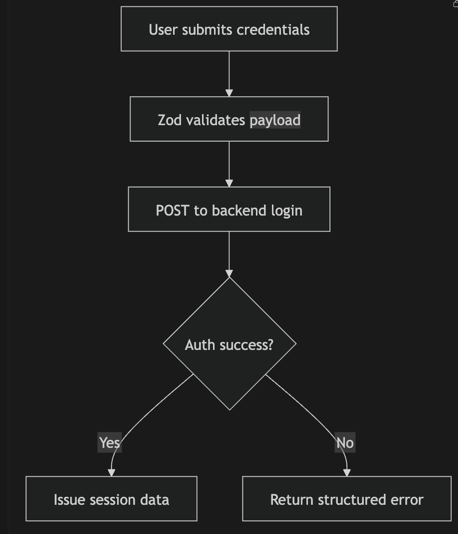 User submits credentials
Zod validates payload
POST to backend login
Auth success?
Yes
No
Issue session data
Return structured error